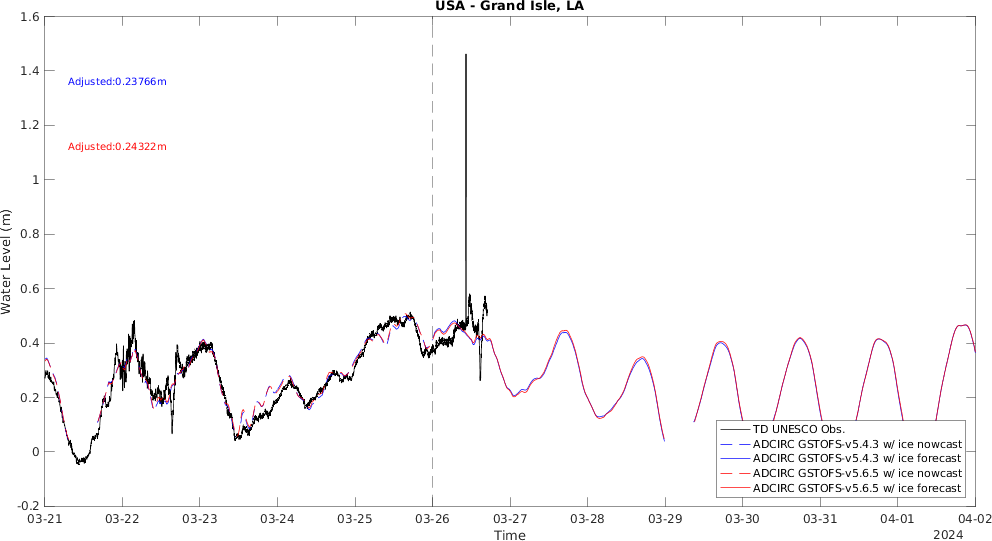 USA - Grand Isle, LA
1.6
1.4
1.2
1
0.8
0.6
0.4
0.2
0
-0.2
Water Level (m)
Adjusted:0.23766m
Adjusted:0.24322m
TD UNESCO Obs.
ADCIRC GSTOFS-v5.4.3 w/ ice nowcast
ADCIRC GSTOFS-v5.4.3 w/ ice forecast
ADCIRC GSTOFS-v5.6.5 w/ ice nowcast
ADCIRC GSTOFS-v5.6.5 w/ ice forecast
03-21 03-22 03-23 03-24 03-25 03-26 03-27 03-28 03-29 03-30 03-31 04-01 04-02
Time
2024